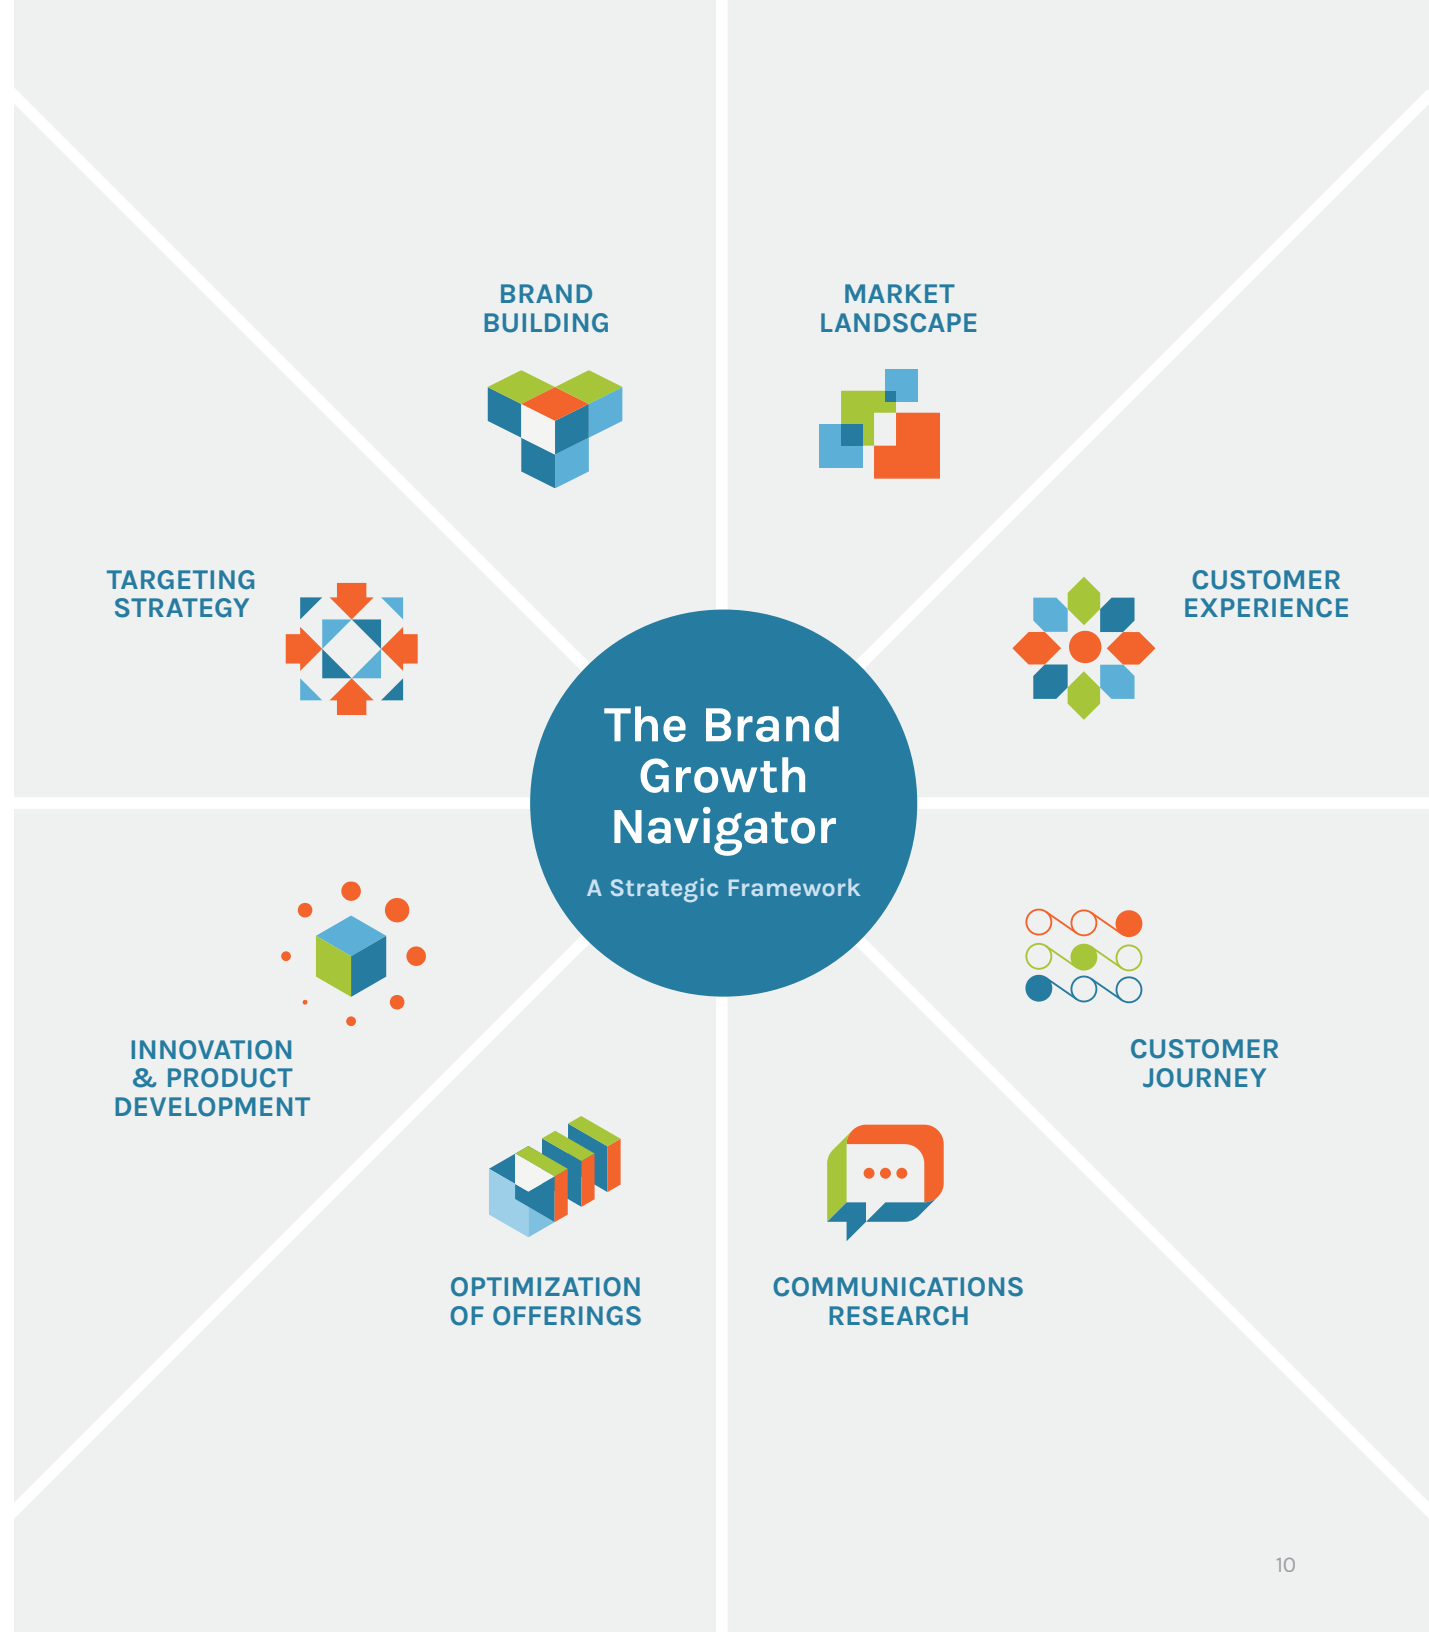 BRAND
BUILDING
MARKET
LANDSCAPE
TARGETING
STRATEGY
CUSTOMER
EXPERIENCE
The Brand
Growth
Navigator
A Strategic Framework
INNOVATION
& PRODUCT
DEVELOPMENT
CUSTOMER
JOURNEY
OPTIMIZATION
OF OFFERINGS
COMMUNICATIONS
RESEARCH
10